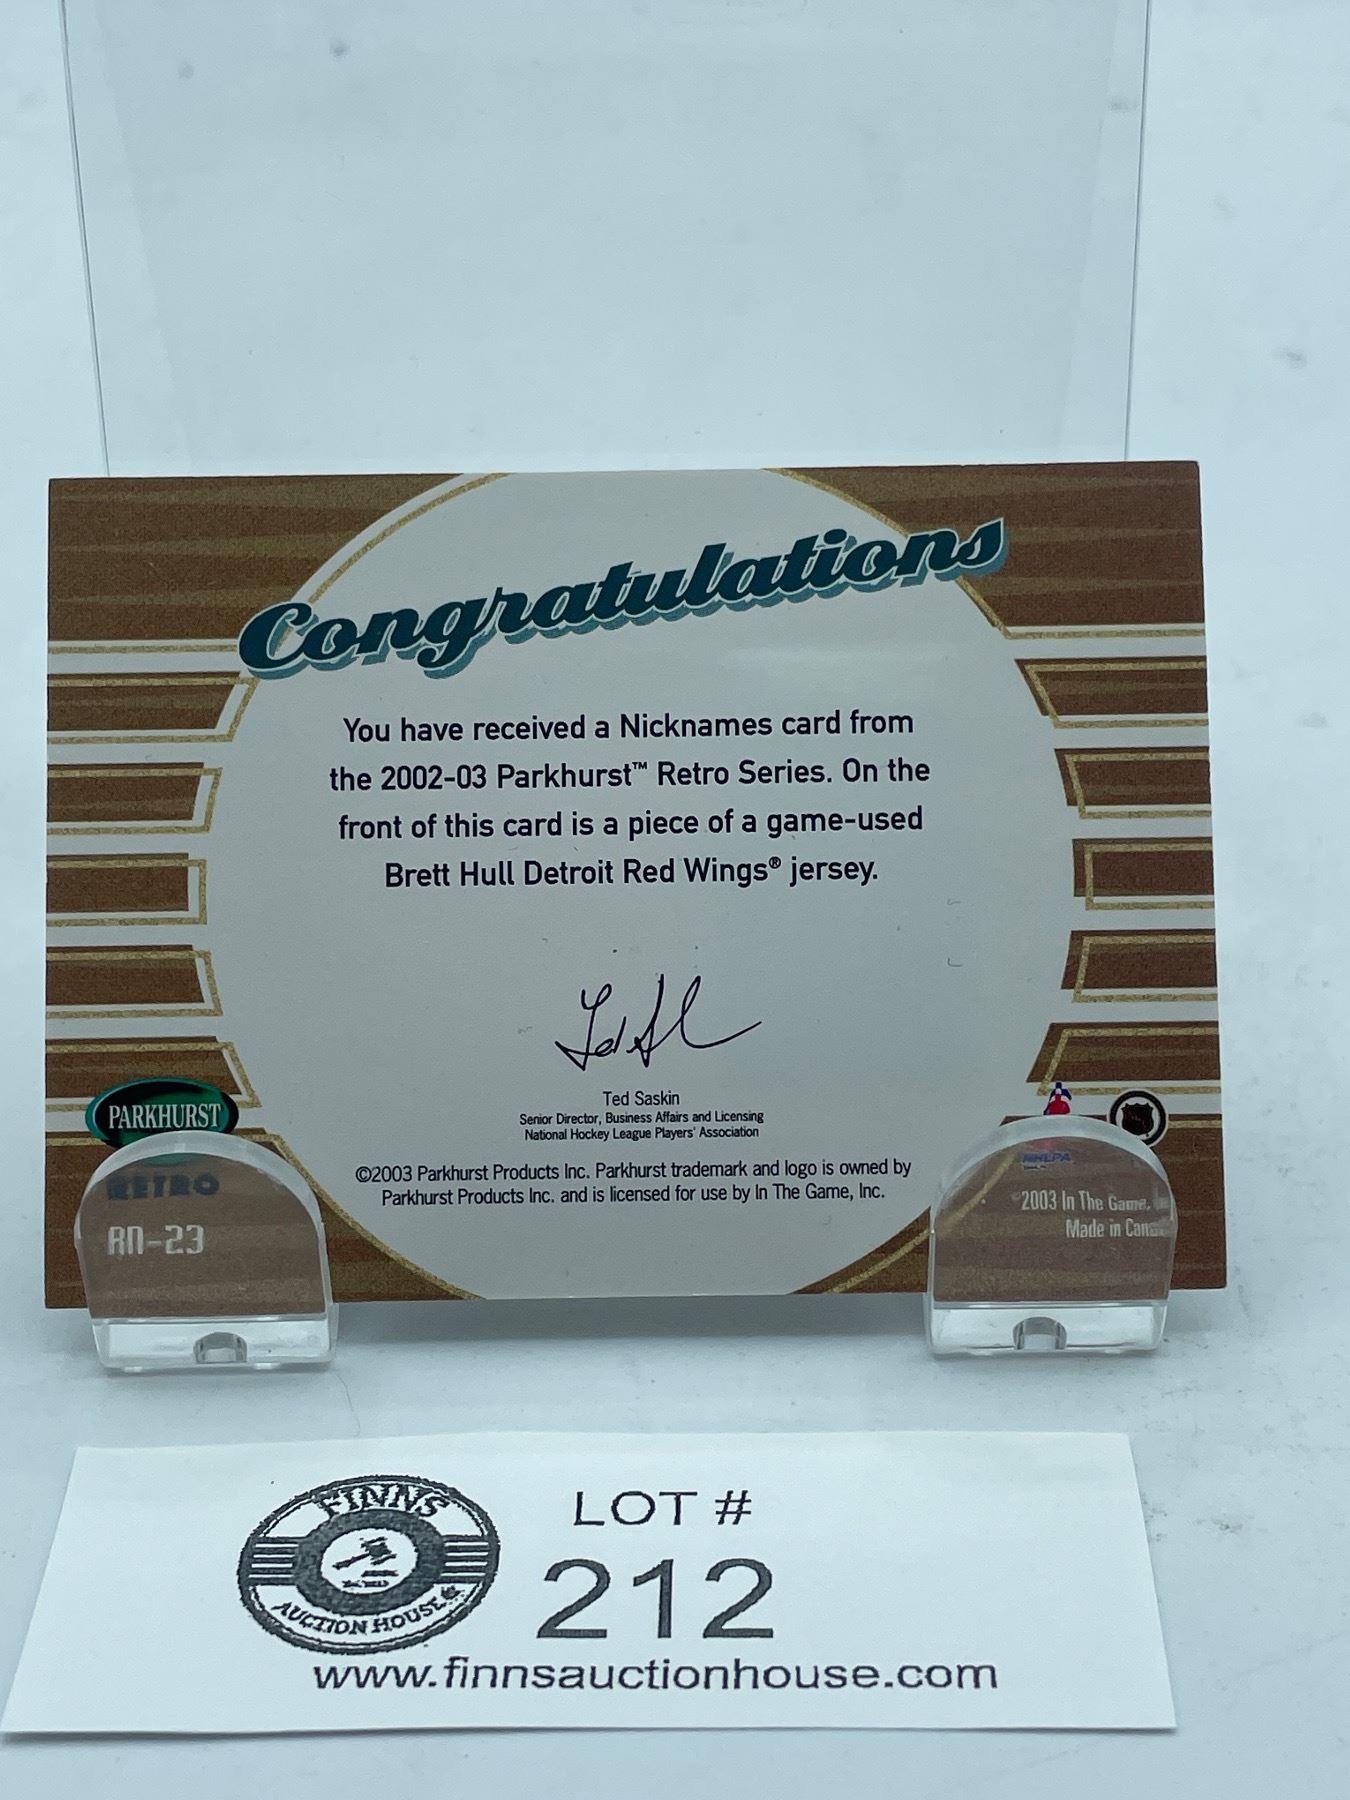 Congratulations
You have received a Nicknames card from
the 2002-03 Parkhurst™ Retro Series. On the
front of this card is a piece of a game-used
Brett Hull Detroit Red Wings® jersey.
Ted Saskin
Senior Director, Business Affairs and Licensing
National Hockey League Players' Association
©2003 Parkhurst Products Inc. Parkhurst trademark and logo is owned by
Parkhurst Products Inc. and is licensed for use by In The Game, Inc.
PARKHURST
RETRO
RN-23
NHLPA
©2003 In The Game,
Made in
FINNS
AUCTION HOUSE
LOT #
212
www.finnsauctionhouse.com